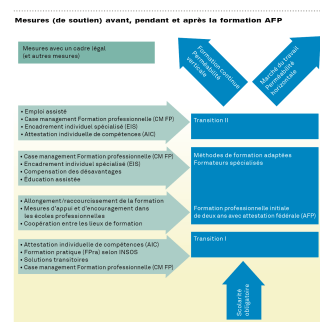 Mesures (de soutien) avant, pendant et après la formation AFP
Mesures avec un cadre légal
(et autres mesures)
Formation continue
Perméabilité
verticale
Marché du travail
Perméabilité
horizontale
• Emploi assisté
• Case management Formation professionnelle (CM FP)
• Encadrement individuel spécialisé (EIS)
• Attestation individuelle de compétences (AIC)
Transition II
• Case management Formation professionnelle (CM FP)
• Encadrement individuel spécialisé (EIS)
• Compensation des désavantages
• Education assistée
Méthodes de formation adaptées
Formateurs spécialisés
• Allongement/raccourcissement de la formation
• Mesures d'appui et d'encouragement dans
les écoles professionnelles
• Coopération entre les lieux de formation
Formation professionnelle initiale
de deux ans avec attestation fédérale (AFP)
• Attestation individuelle de compétences (AIC)
• Formation pratique (FPra) selon INSOS
• Solutions transitoires
• Case management Formation professionnelle (CM FP)
Transition I
Scolarité
obligatoire